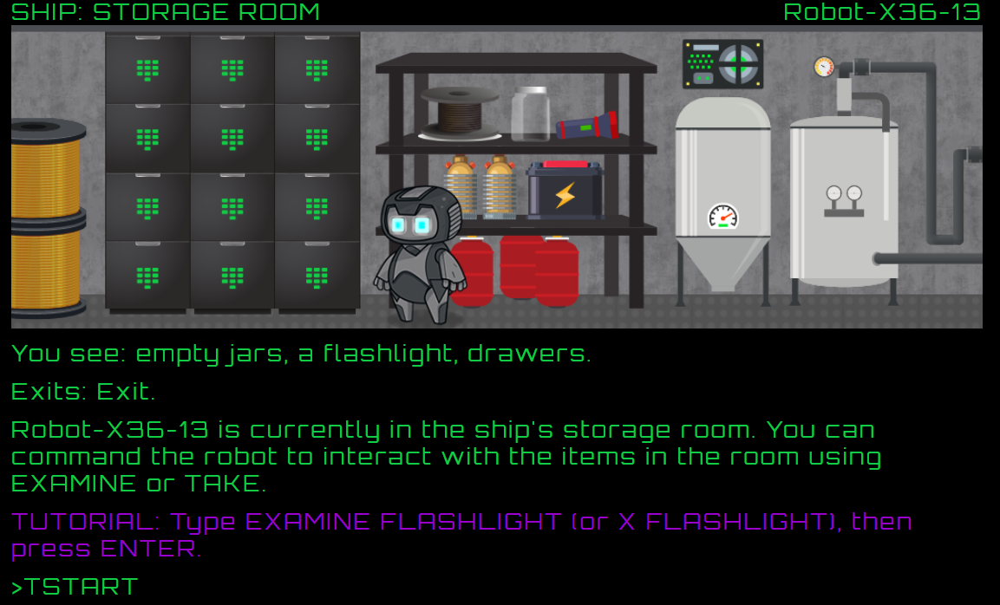 SHIP: STORAGE ROOM
Robot-X36-13
You see: empty jars, a flashlight, drawers.
Exits: Exit.
Robot-X36-13 is currently in the ship's storage room. You can
command the robot to interact with the items in the room using
EXAMINE or TAKE.
TUTORIAL: Type EXAMINE FLASHLIGHT (or X FLASHLIGHT), then
press ENTER.
>TSTART